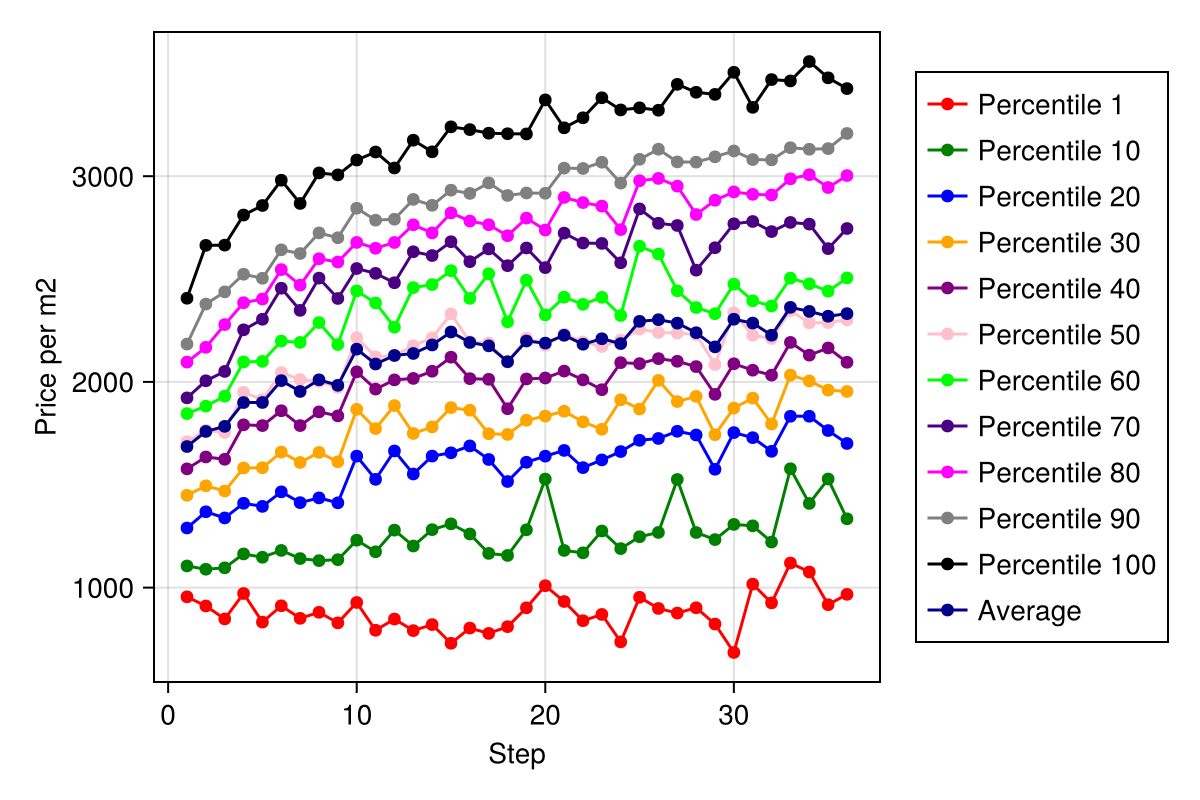 Price per m2
3000
2000
1000
0 10 20 30
Step
Percentile 1
Percentile 10
Percentile 20
Percentile 30
Percentile 40
Percentile 50
Percentile 60
Percentile 70
Percentile 80
Percentile 90
Percentile 100
Average